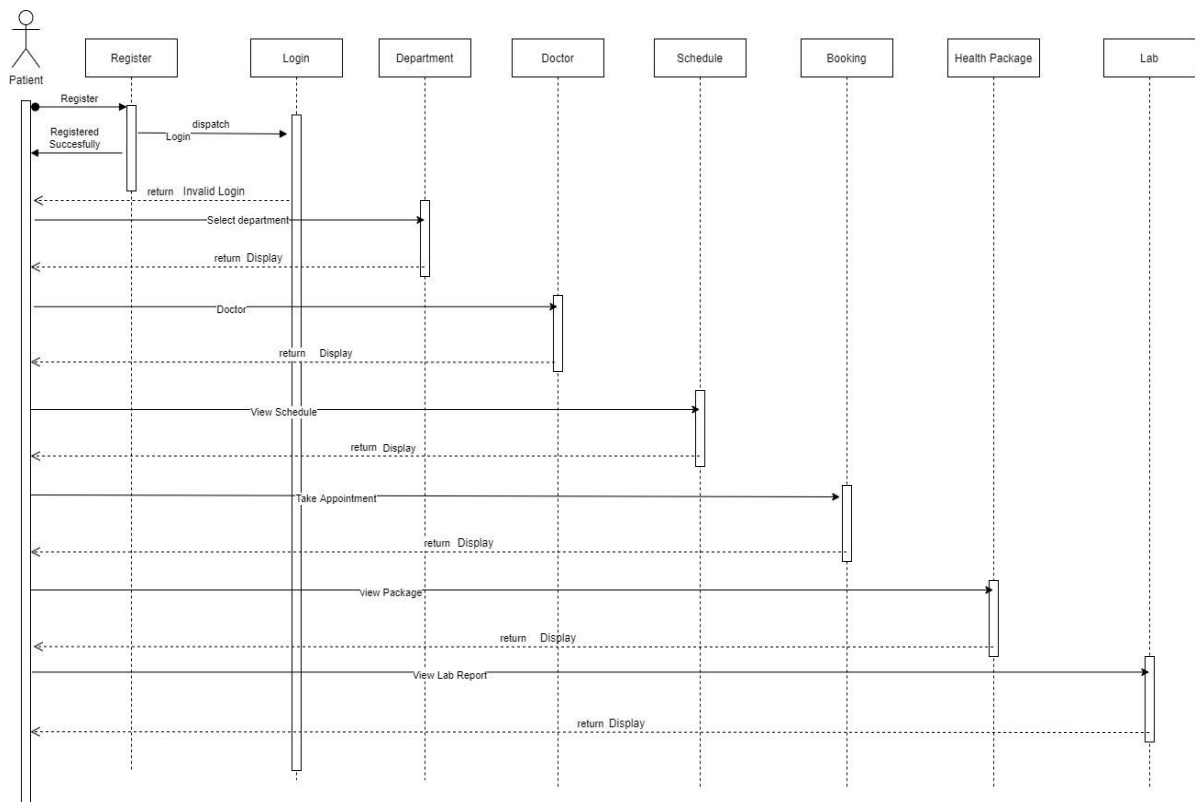 Register
Login
Department
Doctor
Schedule
Booking
Health Package
Lab
Patient
Register
dispatch
Login
Registered
Succesfully
return Invalid Login
Select department
return Display
Doctor
return Display
View Schedule
return Display
Take Appointment
return Display
view Package
return Display
View Lab Report
return Display